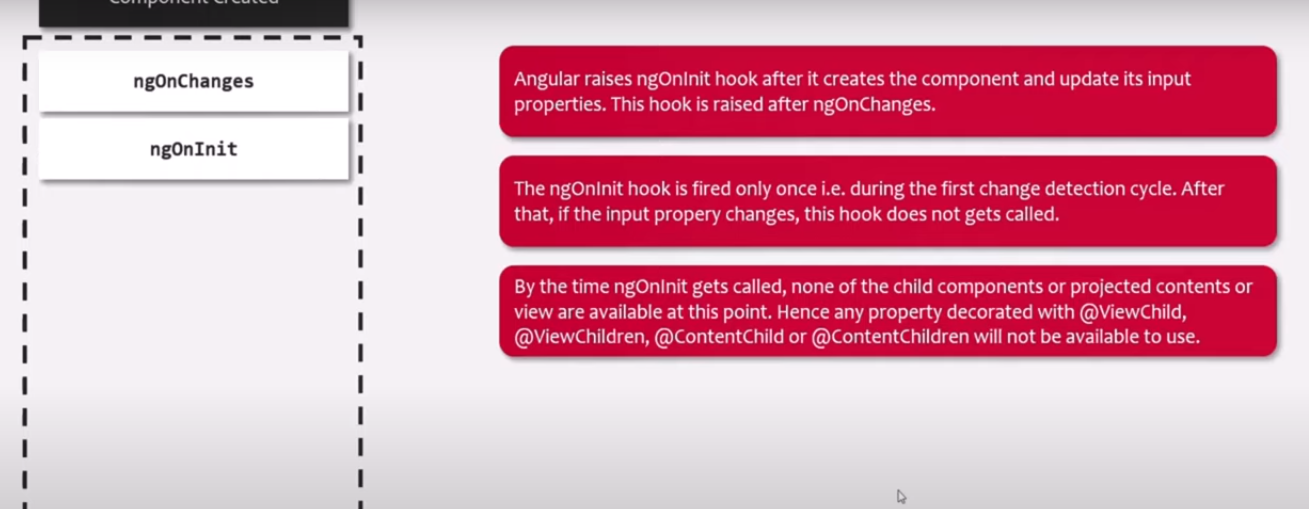 Component Created
ngOnChanges
ngOnInit
Angular raises ngOnInit hook after it creates the component and update its input
properties. This hook is raised after ngOnChanges.
The ngOnInit hook is fired only once i.e. during the first change detection cycle. After
that, if the input propery changes, this hook does not gets called.
By the time ngOnInit gets called, none of the child components or projected contents or
view are available at this point. Hence any property decorated with @ViewChild,
@ViewChildren, @ContentChild or @ContentChildren will not be available to use.